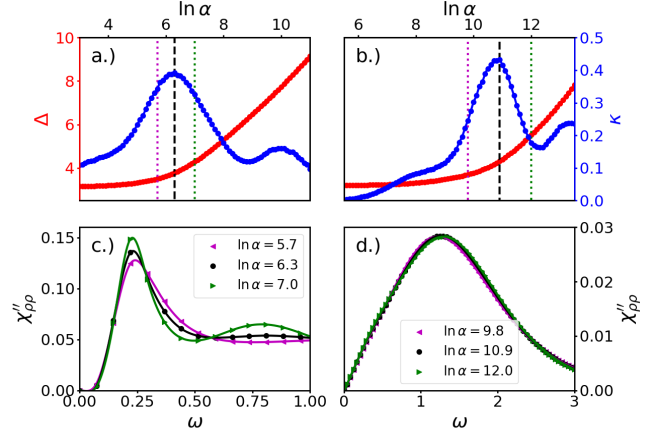 ln α
ln α
4 6 8 10
6 8 10 12
10
8
6
4
Δ
a.)
b.)
0.5
0.4
0.3
0.2
0.1
0.0
κ
0.15
0.10
0.05
0.00
χ″ρρ
c.)
ln α = 5.7
ln α = 6.3
ln α = 7.0
d.)
ln α = 9.8
ln α = 10.9
ln α = 12.0
0.03
0.02
0.01
0.00
χ″ρρ
0.00 0.25 0.50 0.75 1.00
0 1 2 3
ω
ω